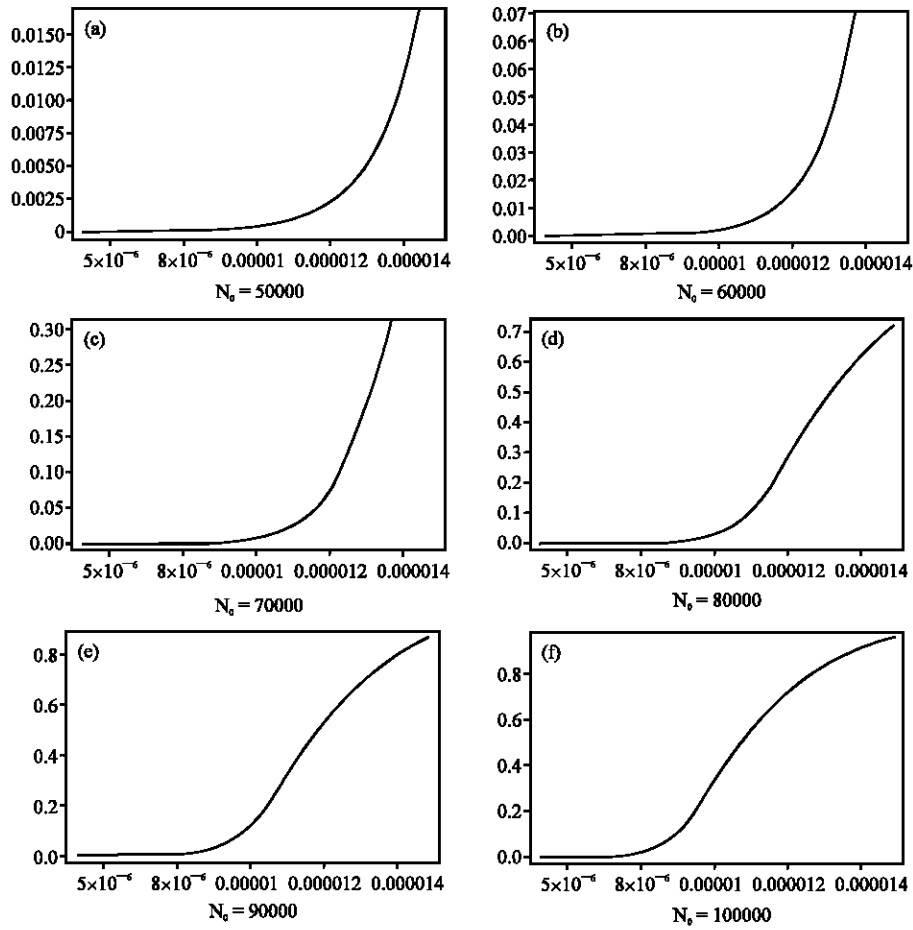 (a)
0.0150
0.0125
0.0100
0.0075
0.0050
0.0025
0
5×10⁻⁶ 8×10⁻⁶ 0.00001 0.000012 0.000014
N₀ = 50000
(b)
0.07
0.06
0.05
0.04
0.03
0.02
0.01
0.00
5×10⁻⁶ 8×10⁻⁶ 0.00001 0.000012 0.000014
N₀ = 60000
(c)
0.30
0.25
0.20
0.15
0.10
0.05
0.00
5×10⁻⁶ 8×10⁻⁶ 0.00001 0.000012 0.000014
N₀ = 70000
(d)
0.7
0.6
0.5
0.4
0.3
0.2
0.1
0.0
5×10⁻⁶ 8×10⁻⁶ 0.00001 0.000012 0.000014
N₀ = 80000
(e)
0.8
0.6
0.4
0.2
0.0
5×10⁻⁶ 8×10⁻⁶ 0.00001 0.000012 0.000014
N₀ = 90000
(f)
0.8
0.6
0.4
0.2
0.0
5×10⁻⁶ 8×10⁻⁶ 0.00001 0.000012 0.000014
N₀ = 100000